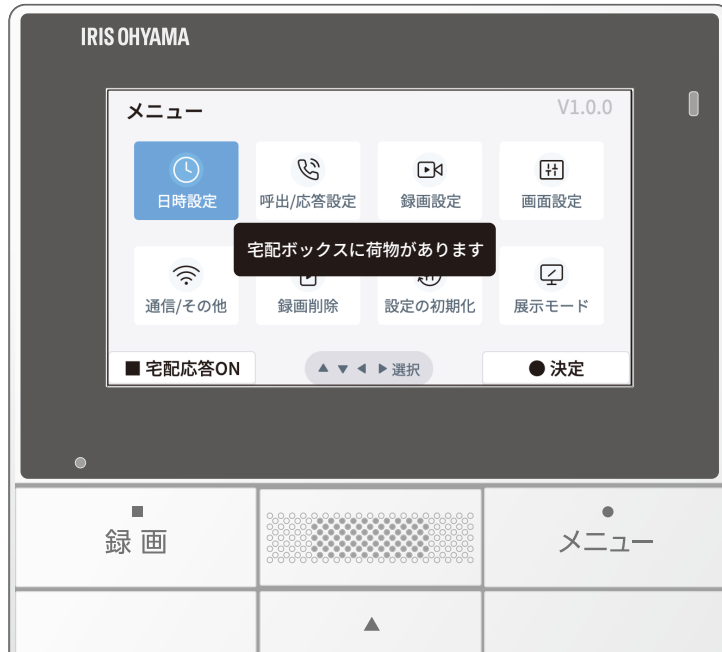 IRIS OHYAMA
メニュー
V1.0.0
日時設定
呼出/応答設定
録画設定
画面設定
宅配ボックスに荷物があります
通信/その他
録画削除
設定の初期化
展示モード
■ 宅配応答ON
▲ ▼ ◀ ▶ 選択
● 決定
■
録画
●
メニュー
▲